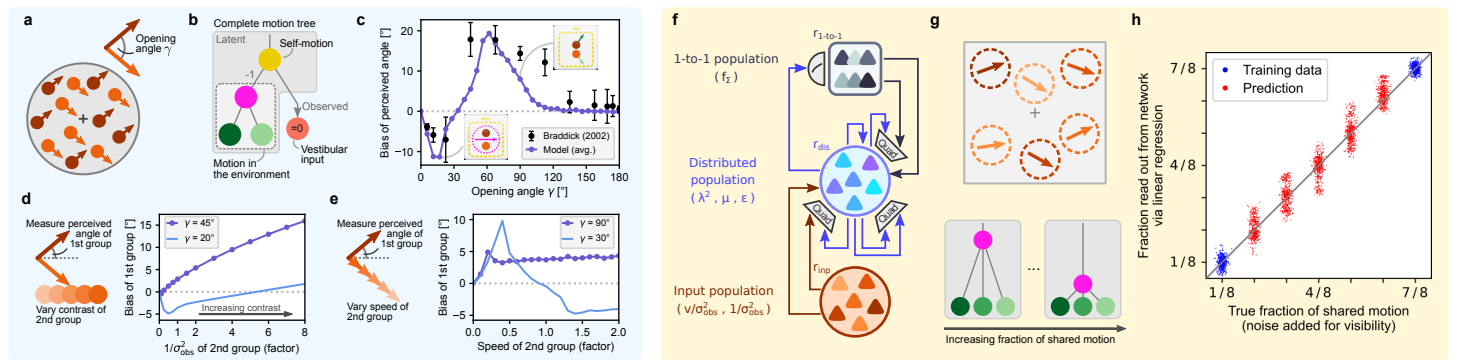 a
Opening
angle γ
b
Complete motion tree
Latent
Self-motion
-1
Observed
=0
Vestibular
input
Motion in
the environment
c
Bias of perceived angle [°]
20
10
0
−10
Braddick (2002)
Model (avg.)
0
30
60
90
120
150
180
Opening angle γ [°]
d
Measure perceived
angle of
1st group
Vary contrast of
2nd group
Bias of 1st group [°]
15
10
5
0
−5
γ = 45°
γ = 20°
Increasing contrast
0
2
4
6
8
1/σ²obs of 2nd group (factor)
e
Measure perceived
angle of
1st group
Vary speed of
2nd group
Bias of 1st group [°]
10
5
0
−5
γ = 90°
γ = 30°
0.0
0.5
1.0
1.5
2.0
Speed of 2nd group (factor)
f
r1-to-1
1-to-1 population
( fΣ )
rdis
Quad
Distributed
population
( λ² , μ , ε )
Quad
Quad
rinp
Input population
( v/σ²obs , 1/σ²obs )
g
+
...
Increasing fraction of shared motion
h
Fraction read out from network
via linear regression
7 / 8
4 / 8
1 / 8
Training data
Prediction
1 / 8
4 / 8
7 / 8
True fraction of shared motion
(noise added for visibility)